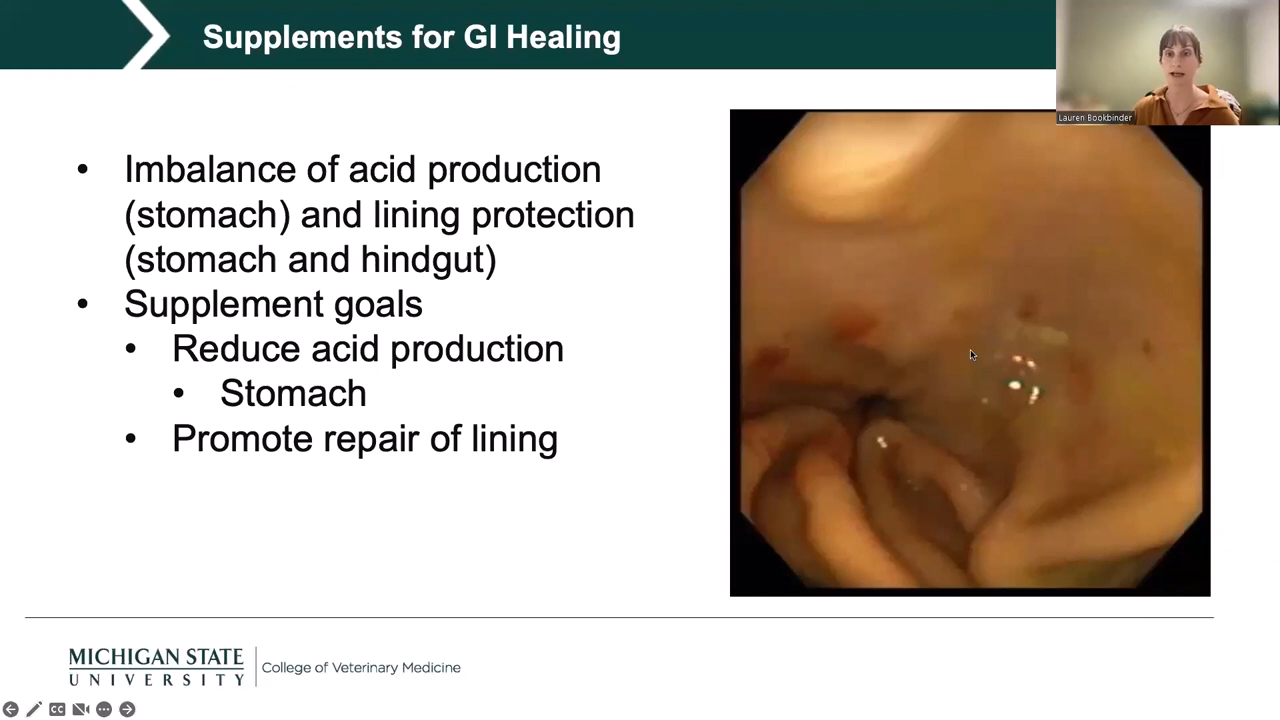 Supplements for GI Healing
Lauren Bookbinder
• Imbalance of acid production
(stomach) and lining protection
(stomach and hindgut)
• Supplement goals
• Reduce acid production
• Stomach
• Promote repair of lining
MICHIGAN STATE
UNIVERSITY
College of Veterinary Medicine
CC